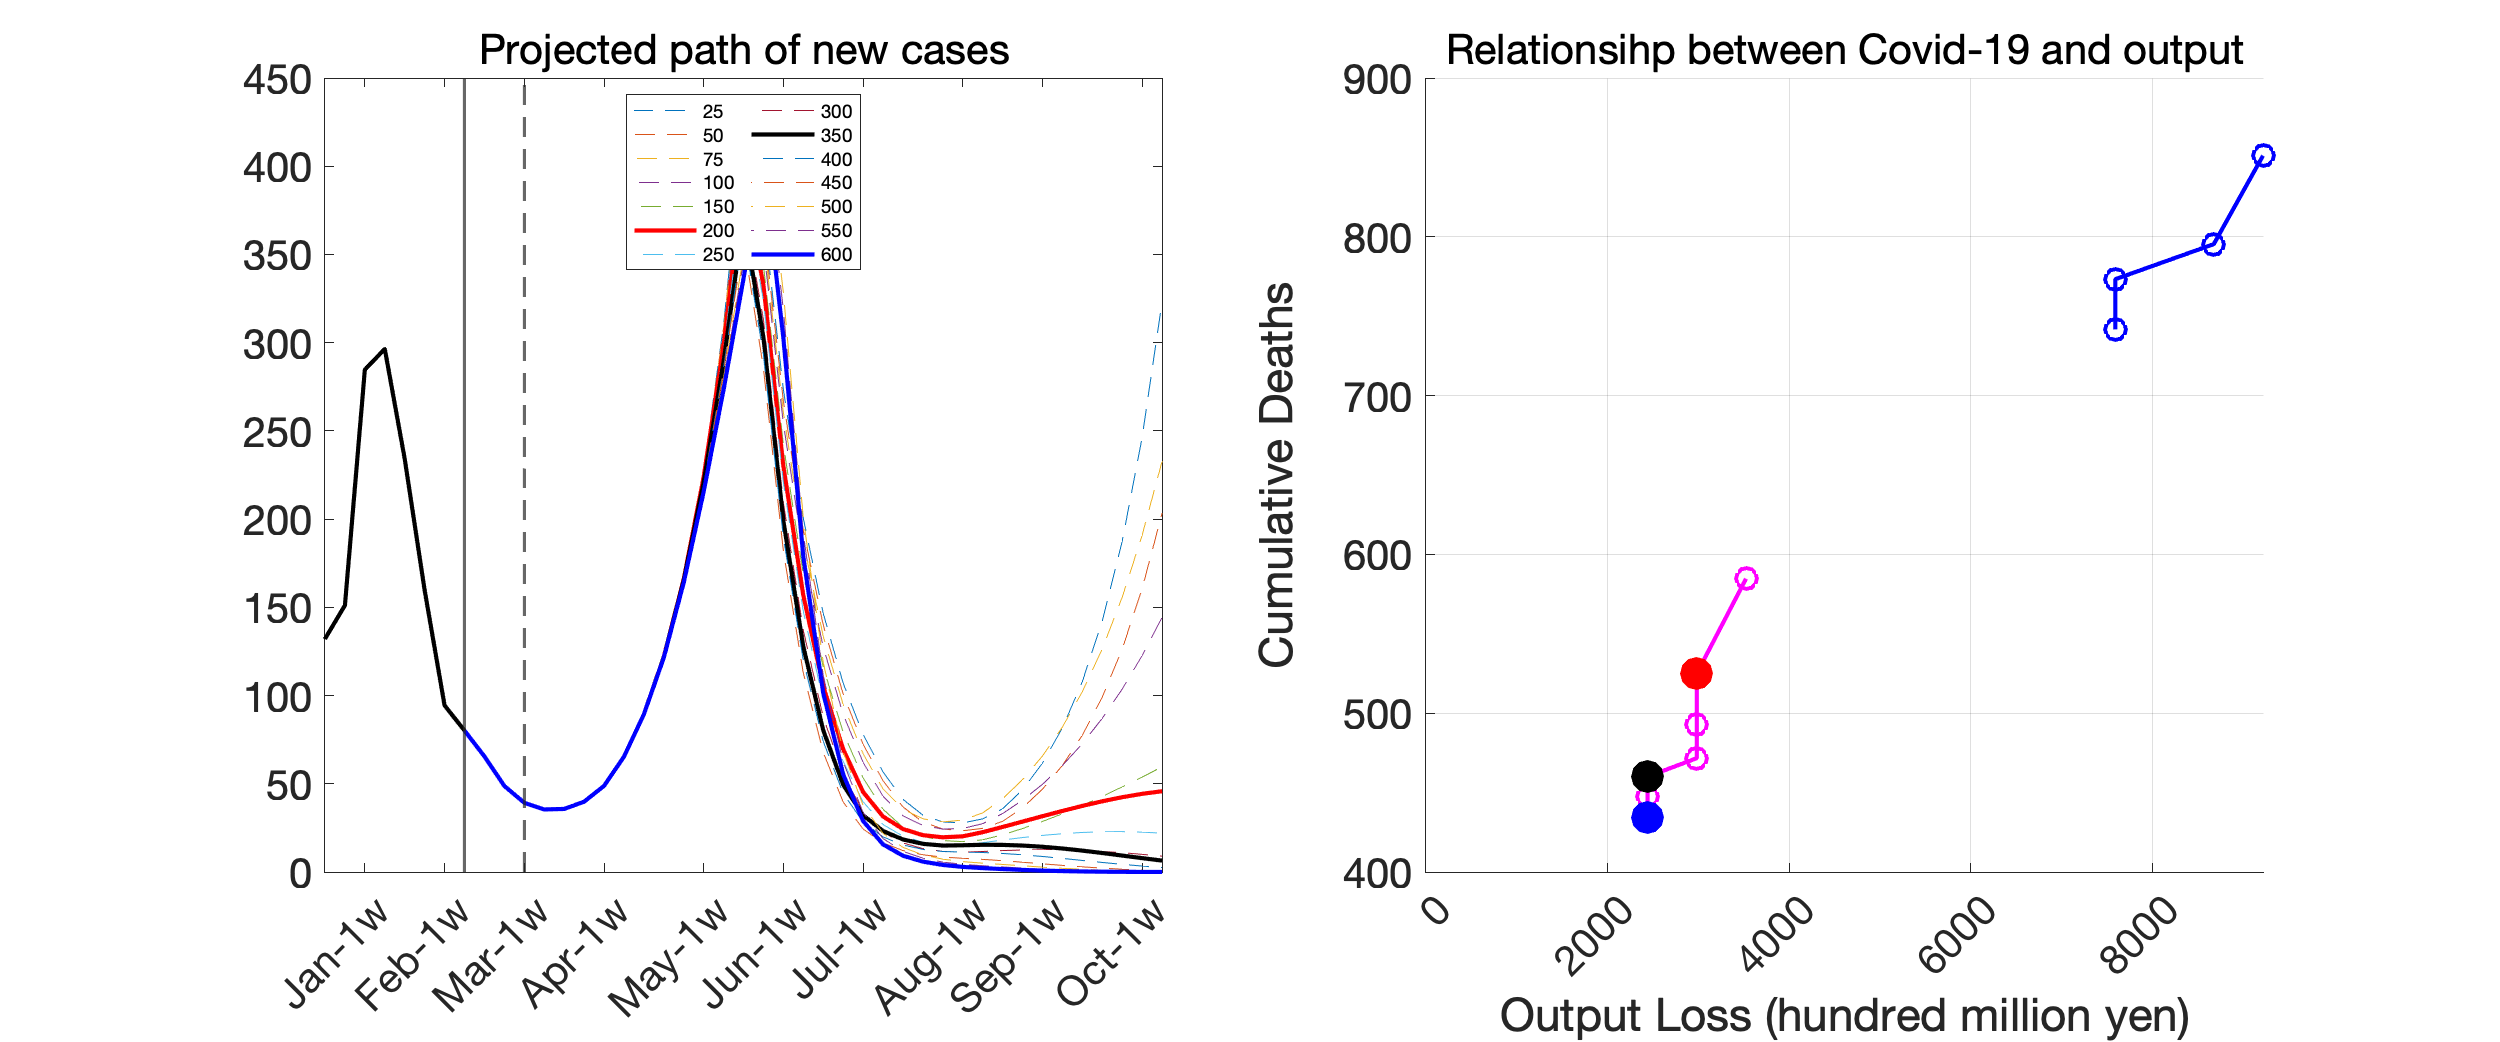 Projected path of new cases
450
400
350
300
250
200
150
100
50
0
25
50
75
100
150
200
250
300
350
400
450
500
550
600
Jan-1w
Feb-1w
Mar-1w
Apr-1w
May-1w
Jun-1w
Jul-1w
Aug-1w
Sep-1w
Oct-1w
Relationsihp between Covid-19 and output
Cumulative Deaths
900
800
700
600
500
400
0
2000
4000
6000
8000
Output Loss (hundred million yen)